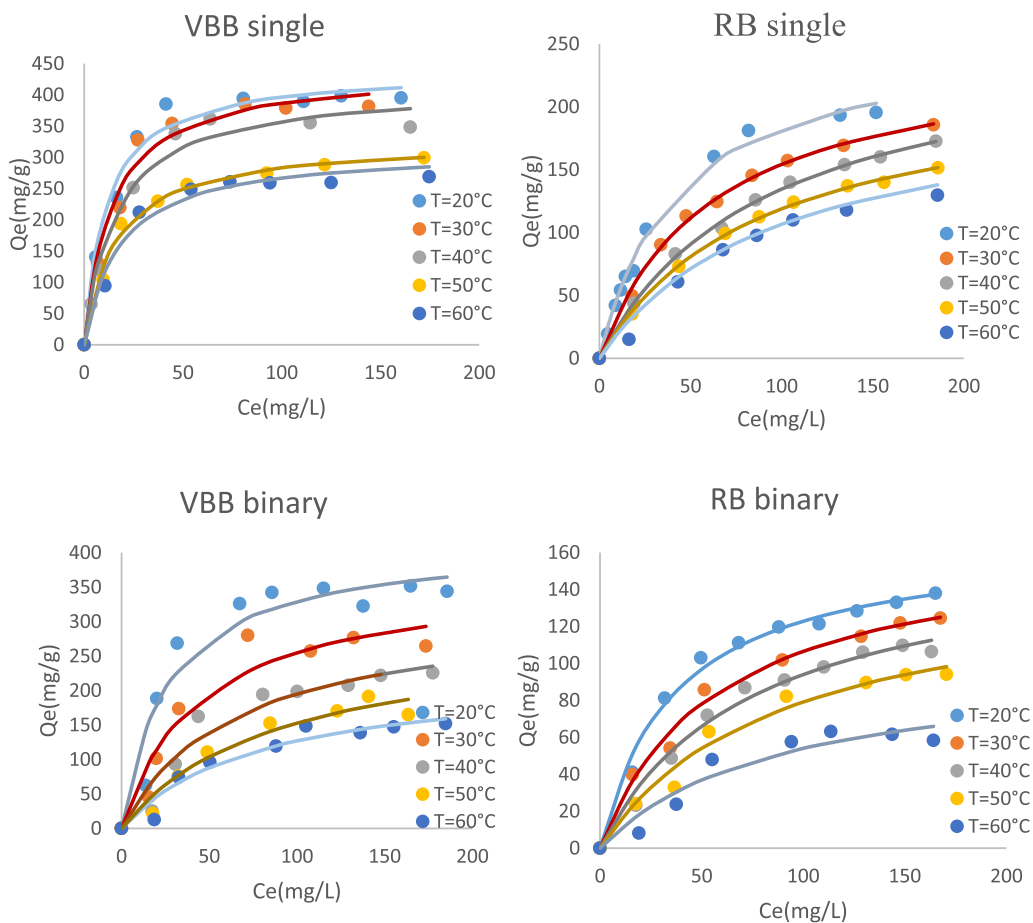 VBB single
Qe(mg/g)
450
400
350
300
250
200
150
100
50
0
0 50 100 150 200
Ce(mg/L)
T=20°C
T=30°C
T=40°C
T=50°C
T=60°C
RB single
Qe(mg/g)
250
200
150
100
50
0
0 50 100 150 200
Ce(mg/L)
T=20°C
T=30°C
T=40°C
T=50°C
T=60°C
VBB binary
Qe(mg/g)
400
350
300
250
200
150
100
50
0
0 50 100 150 200
Ce(mg/L)
T=20°C
T=30°C
T=40°C
T=50°C
T=60°C
RB binary
Qe(mg/g)
160
140
120
100
80
60
40
20
0
0 50 100 150 200
Ce(mg/L)
T=20°C
T=30°C
T=40°C
T=50°C
T=60°C